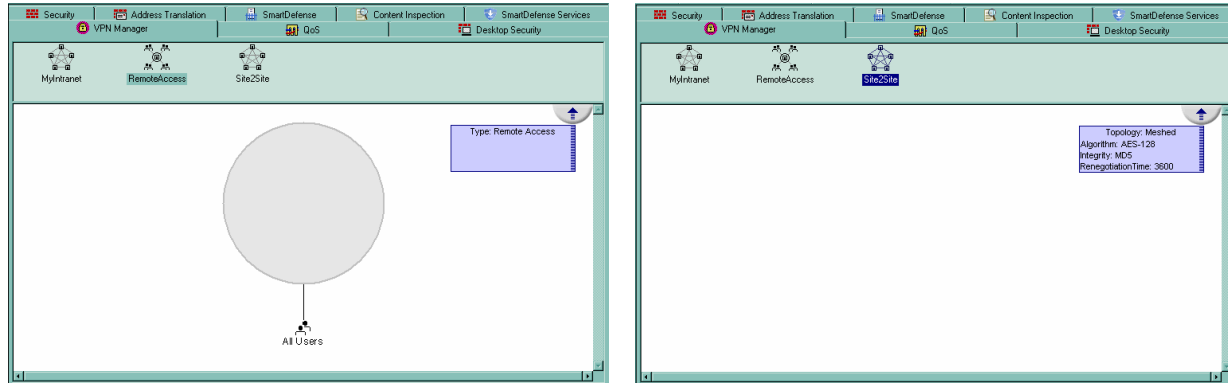 Security Address Translation SmartDefense Content Inspection SmartDefense Services
VPN Manager QoS Desktop Security
MyIntranet RemoteAccess Site2Site
Type: Remote Access
All Users
Security Address Translation SmartDefense Content Inspection SmartDefense Services
VPN Manager QoS Desktop Security
MyIntranet RemoteAccess Site2Site
Topology: Meshed
Algorithm: AES-128
Integrity: MD5
RenegotiationTime: 3600